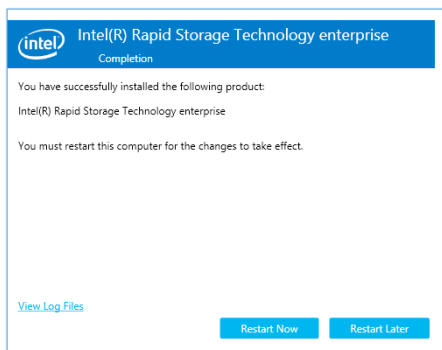 intel
Intel(R) Rapid Storage Technology enterprise
Completion
You have successfully installed the following product:
Intel(R) Rapid Storage Technology enterprise
You must restart this computer for the changes to take effect.
View Log Files
Restart Now Restart Later